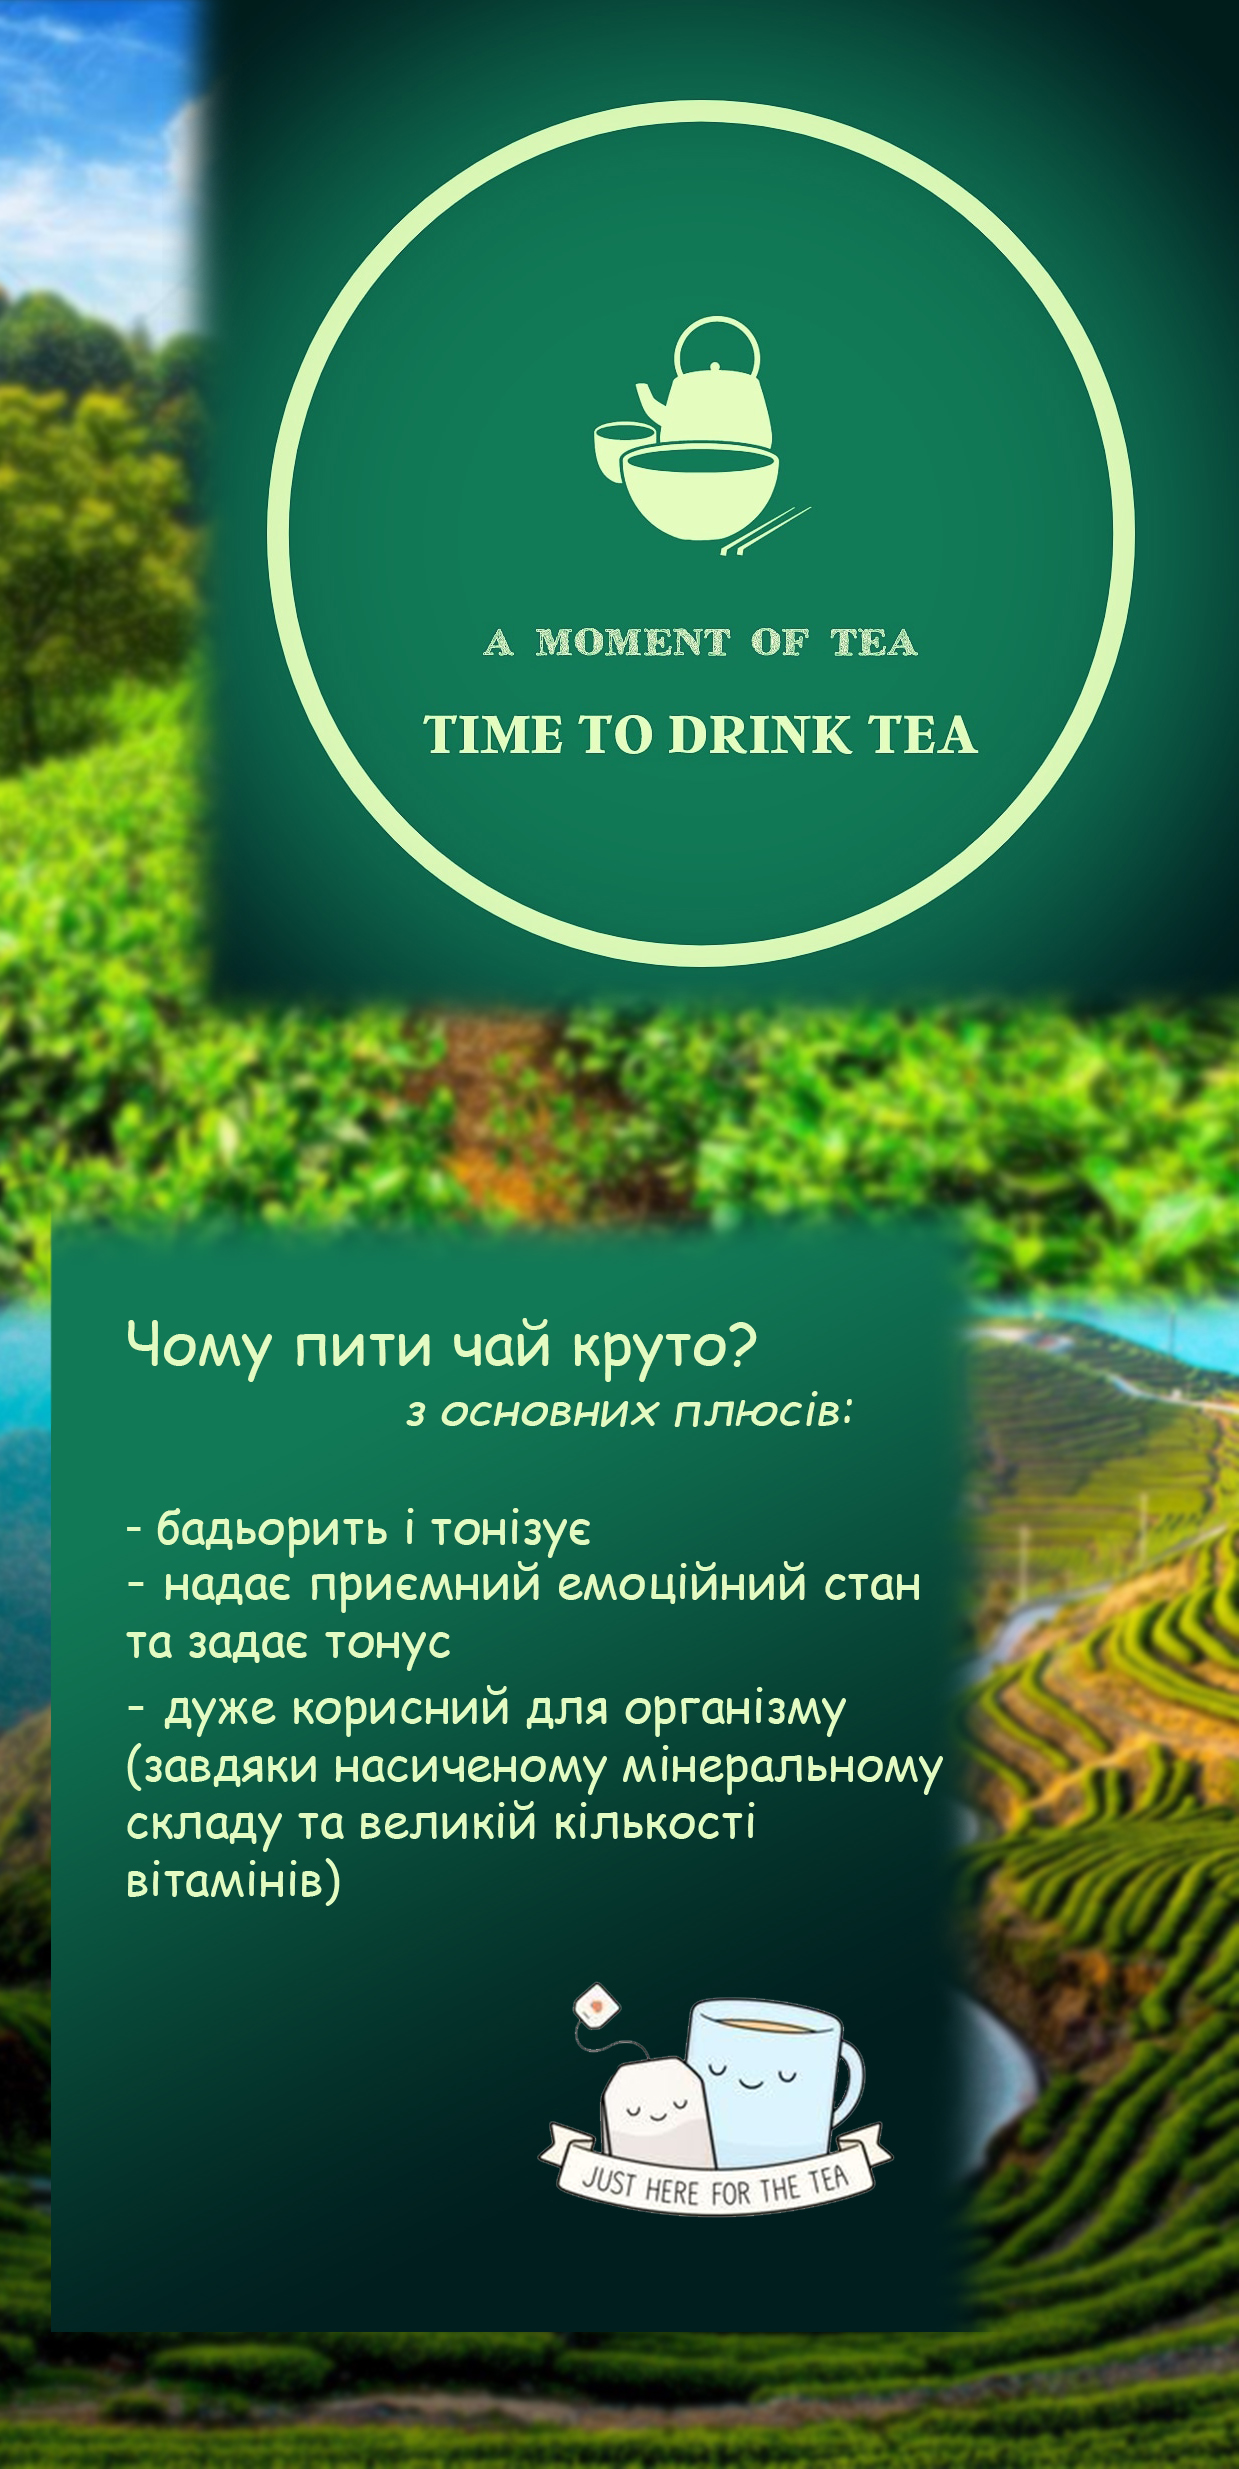 A MOMENT OF TEA
TIME TO DRINK TEA
Чому пити чай круто?
з основних плюсів:
- бадьорить і тонізує
- надає приємний емоційний стан
та задає тонус
- дуже корисний для організму
(завдяки насиченому мінеральному
складу та великій кількості
вітамінів)
JUST HERE FOR THE TEA